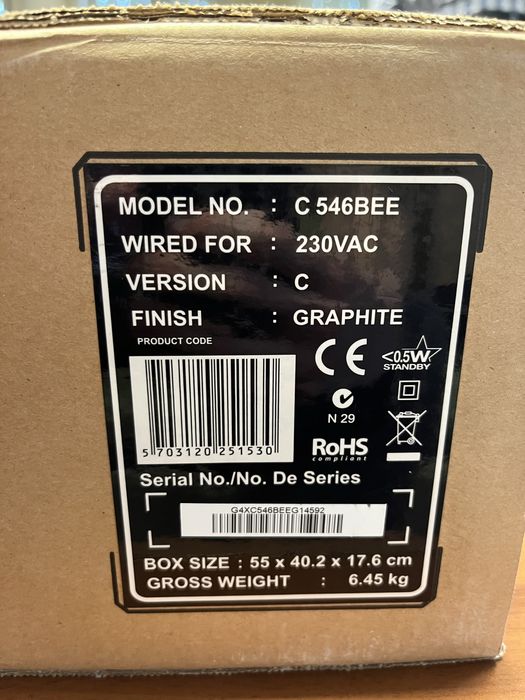 MODEL NO. : C 546BEE
WIRED FOR : 230VAC
VERSION : C
FINISH : GRAPHITE
PRODUCT CODE
5 703120 251530
CE
<0.5W
STANDBY
N 29
RoHS
compliant
Serial No./No. De Series
G4XC546BEEG14592
BOX SIZE : 55 x 40.2 x 17.6 cm
GROSS WEIGHT : 6.45 kg